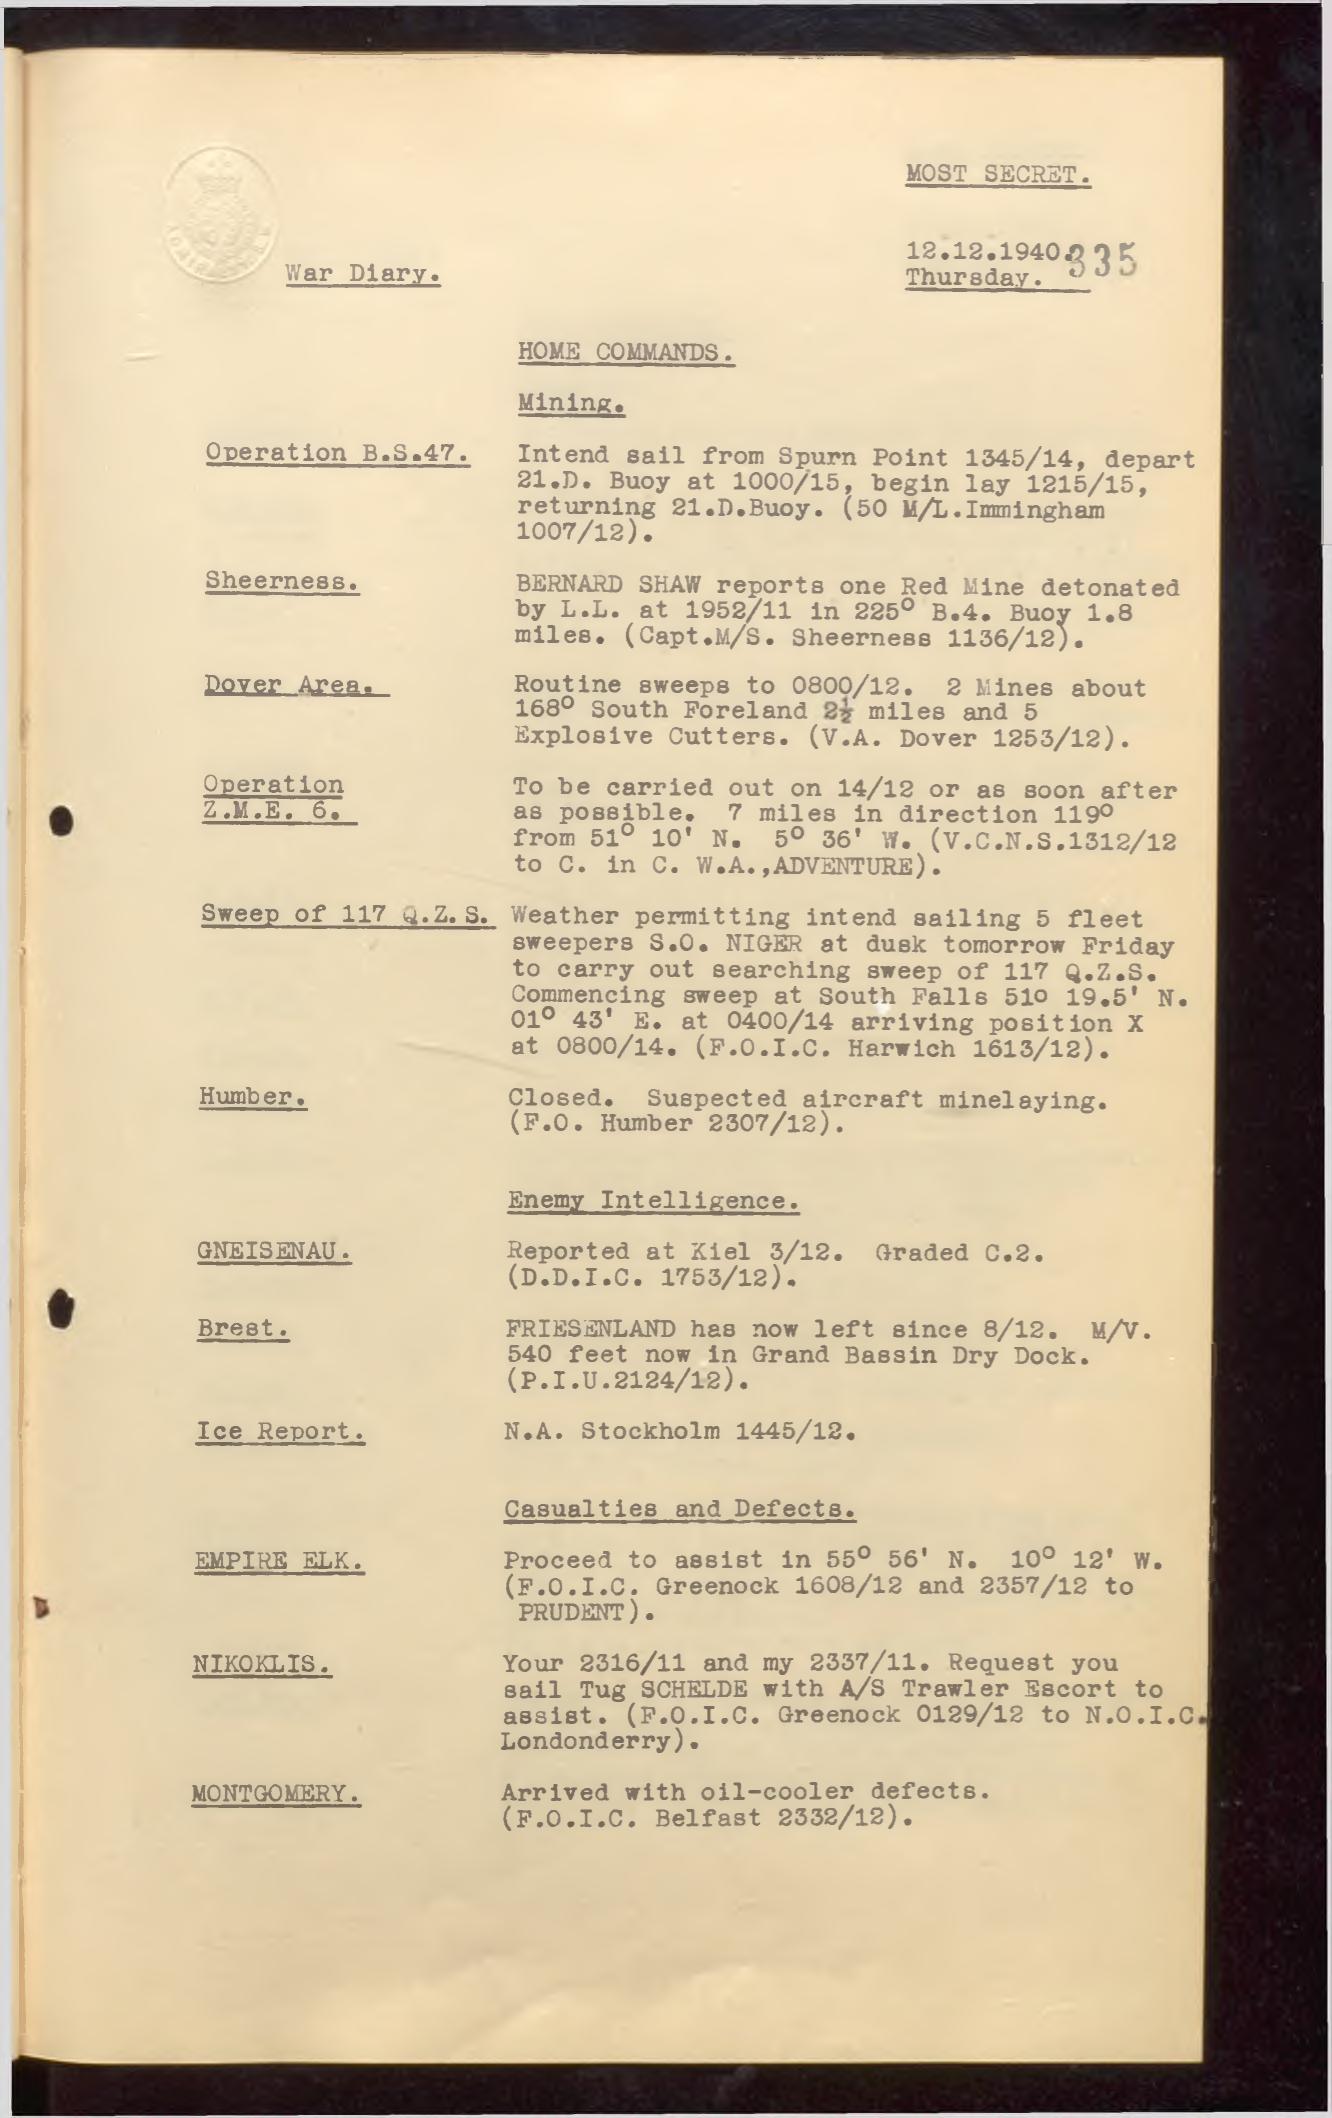 MOST SECRET.
12.12.1940.
335
Thursday.
War Diary.
HOME COMMANDS.
Mining.
Operation B.S.47.
Intend sail from Spurn Point 1345/14, depart
21.D. Buoy at 1000/15, begin lay 1215/15,
returning 21.D.Buoy. (50 M/L.Immingham
1007/12).
Sheerness.
BERNARD SHAW reports one Red Mine detonated
by L.L. at 1952/11 in 225° B.4. Buoy 1.8
miles. (Capt.M/S. Sheerness 1136/12).
Dover Area.
Routine sweeps to 0800/12. 2 Mines about
168° South Foreland 2½ miles and 5
Explosive Cutters. (V.A. Dover 1253/12).
Operation
Z.M.E. 6.
To be carried out on 14/12 or as soon after
as possible. 7 miles in direction 119°
from 51° 10' N. 5° 36' W. (V.C.N.S.1312/12
to C. in C. W.A.,ADVENTURE).
Sweep of 117 Q.Z.S.
Weather permitting intend sailing 5 fleet
sweepers S.O. NIGER at dusk tomorrow Friday
to carry out searching sweep of 117 Q.Z.S.
Commencing sweep at South Falls 51° 19.5' N.
01° 43' E. at 0400/14 arriving position X
at 0800/14. (F.O.I.C. Harwich 1613/12).
Humber.
Closed. Suspected aircraft minelaying.
(F.O. Humber 2307/12).
Enemy Intelligence.
GNEISENAU.
Reported at Kiel 3/12. Graded C.2.
(D.D.I.C. 1753/12).
Brest.
FRIESENLAND has now left since 8/12. M/V.
540 feet now in Grand Bassin Dry Dock.
(P.I.U.2124/12).
Ice Report.
N.A. Stockholm 1445/12.
Casualties and Defects.
EMPIRE ELK.
Proceed to assist in 55° 56' N. 10° 12' W.
(F.O.I.C. Greenock 1608/12 and 2357/12 to
PRUDENT).
NIKOKLIS.
Your 2316/11 and my 2337/11. Request you
sail Tug SCHELDE with A/S Trawler Escort to
assist. (F.O.I.C. Greenock 0129/12 to N.O.I.C.
Londonderry).
MONTGOMERY.
Arrived with oil-cooler defects.
(F.O.I.C. Belfast 2332/12).